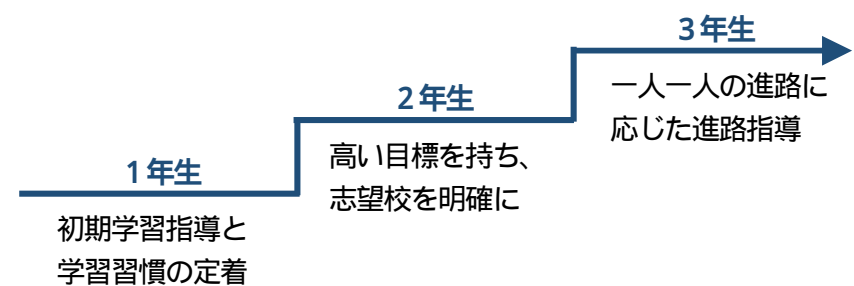 1年生
初期学習指導と
学習習慣の定着
2年生
高い目標を持ち、
志望校を明確に
3年生
一人一人の進路に
応じた進路指導